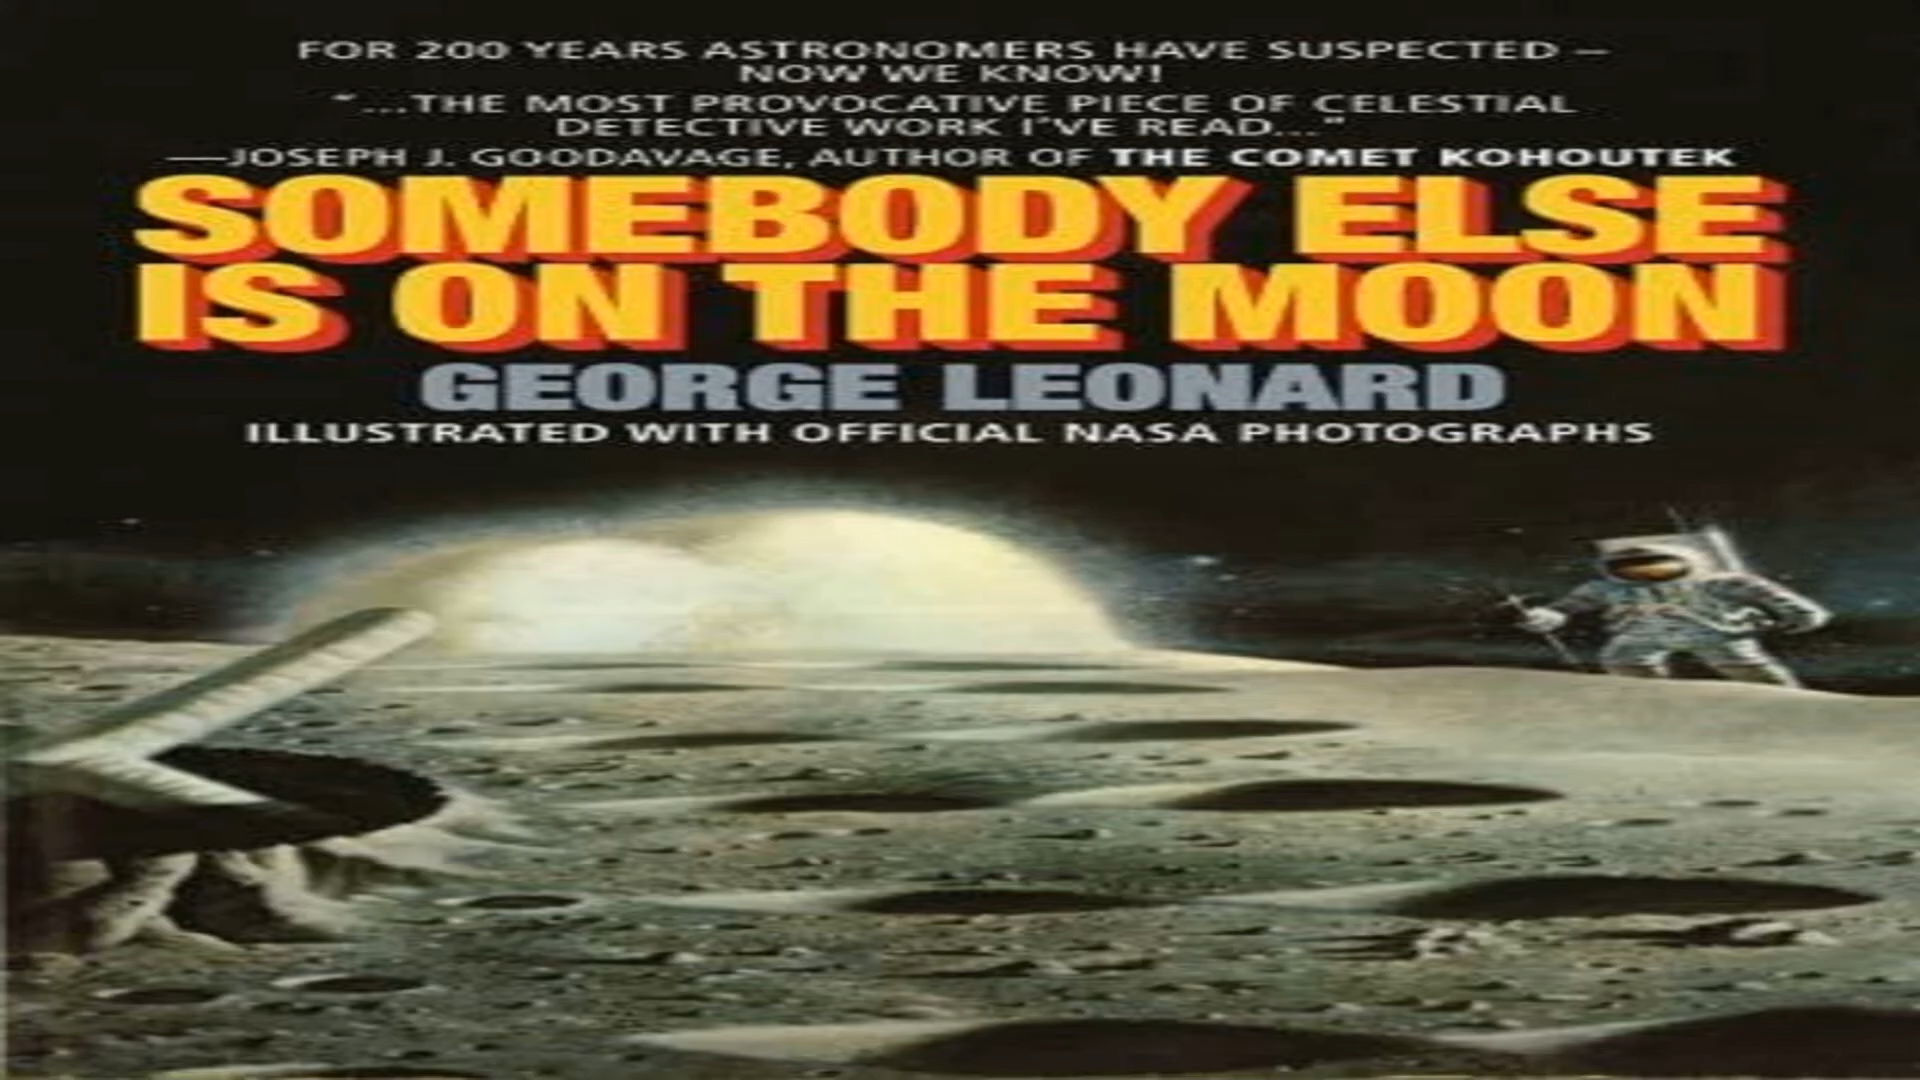 FOR 200 YEARS ASTRONOMERS HAVE SUSPECTED –
NOW WE KNOW!
"...THE MOST PROVOCATIVE PIECE OF CELESTIAL
DETECTIVE WORK I'VE READ..."
—JOSEPH J. GOODAVAGE, AUTHOR OF THE COMET KOHOUTEK
SOMEBODY ELSE
IS ON THE MOON
GEORGE LEONARD
ILLUSTRATED WITH OFFICIAL NASA PHOTOGRAPHS